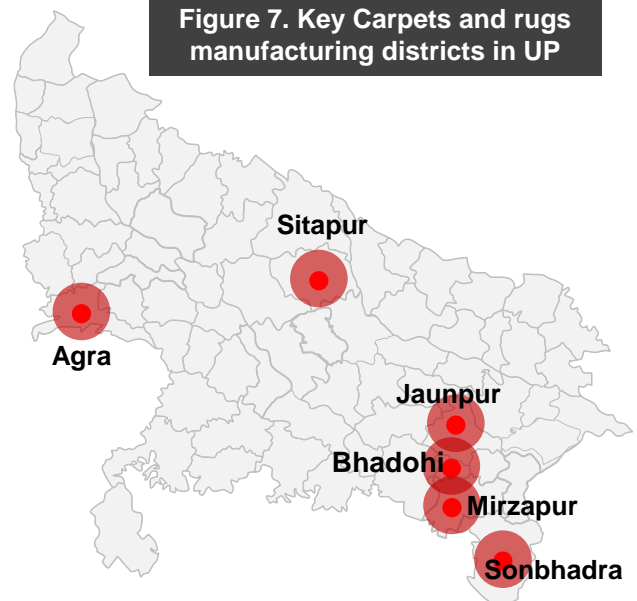 Figure 7. Key Carpets and rugs
manufacturing districts in UP
Sitapur
Agra
Jaunpur
Bhadohi
Mirzapur
Sonbhadra